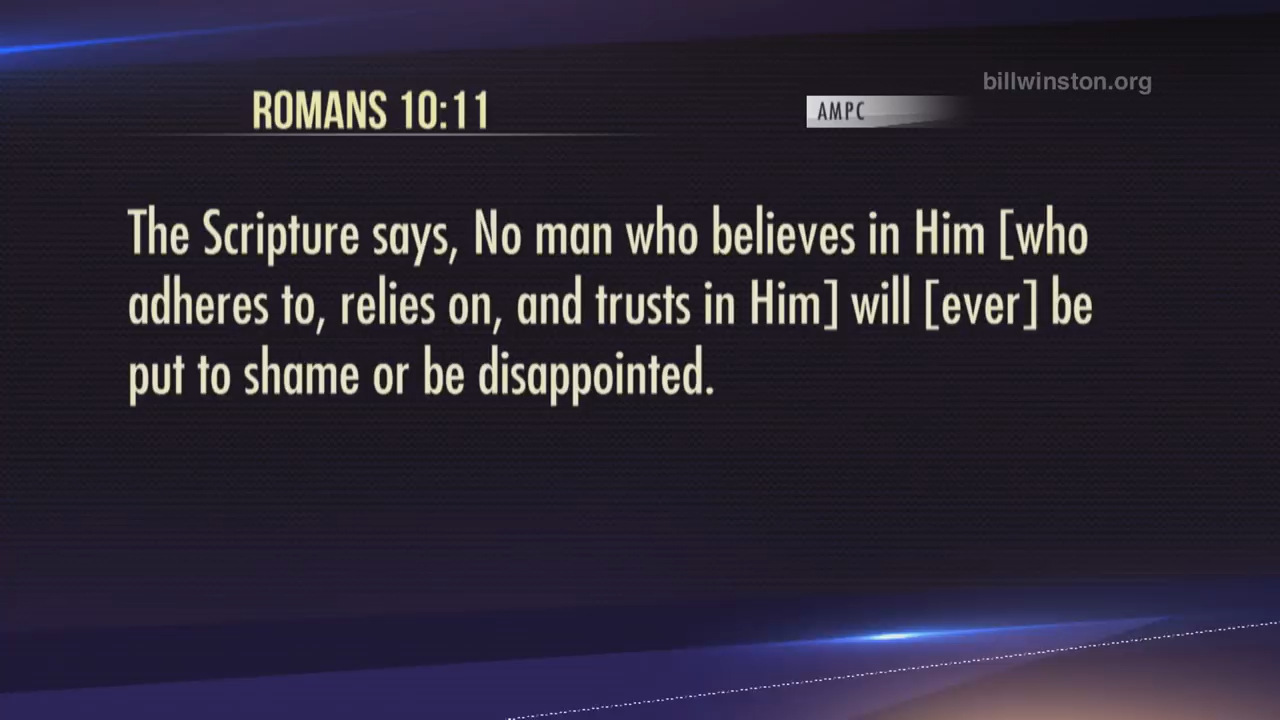 billwinston.org
ROMANS 10:11
AMPC
The Scripture says, No man who believes in Him [who
adheres to, relies on, and trusts in Him] will [ever] be
put to shame or be disappointed.